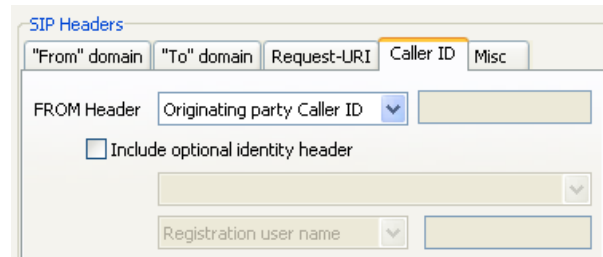 SIP Headers
"From" domain "To" domain Request-URI Caller ID Misc
FROM Header Originating party Caller ID
Include optional identity header
Registration user name